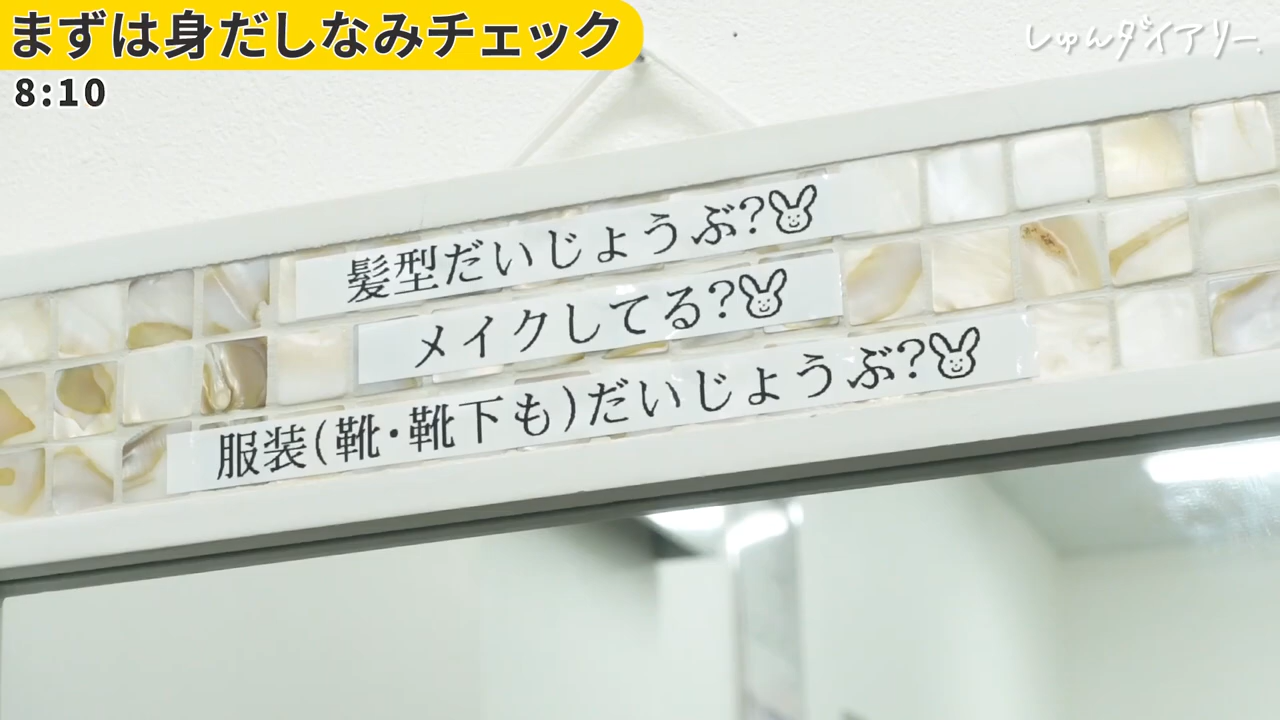 まずは身だしなみチェック
8:10
しゅんダイアリー.
髪型だいじょうぶ?
メイクしてる?
服装(靴・靴下も)だいじょうぶ?